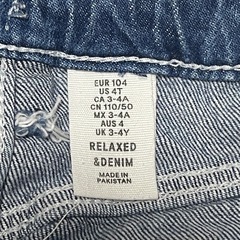 EUR 104
US 4T
CA 3-4A
CN 110/50
MX 3-4A
AUS 4
UK 3-4Y
RELAXED
&DENIM
MADE IN
PAKISTAN